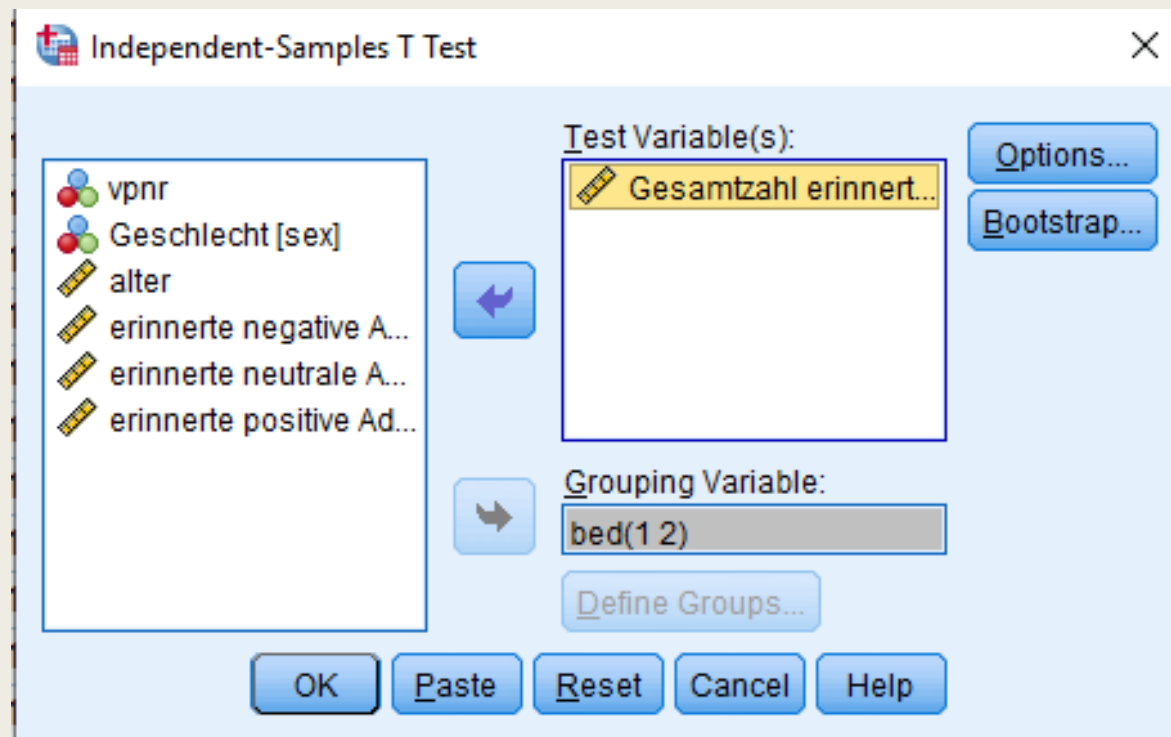 Independent-Samples T Test
vpnr
Geschlecht [sex]
alter
erinnerte negative A...
erinnerte neutrale A...
erinnerte positive Ad...
Test Variable(s):
Gesamtzahl erinnert...
Grouping Variable:
bed(1 2)
Define Groups...
Options...
Bootstrap...
OK Paste Reset Cancel Help